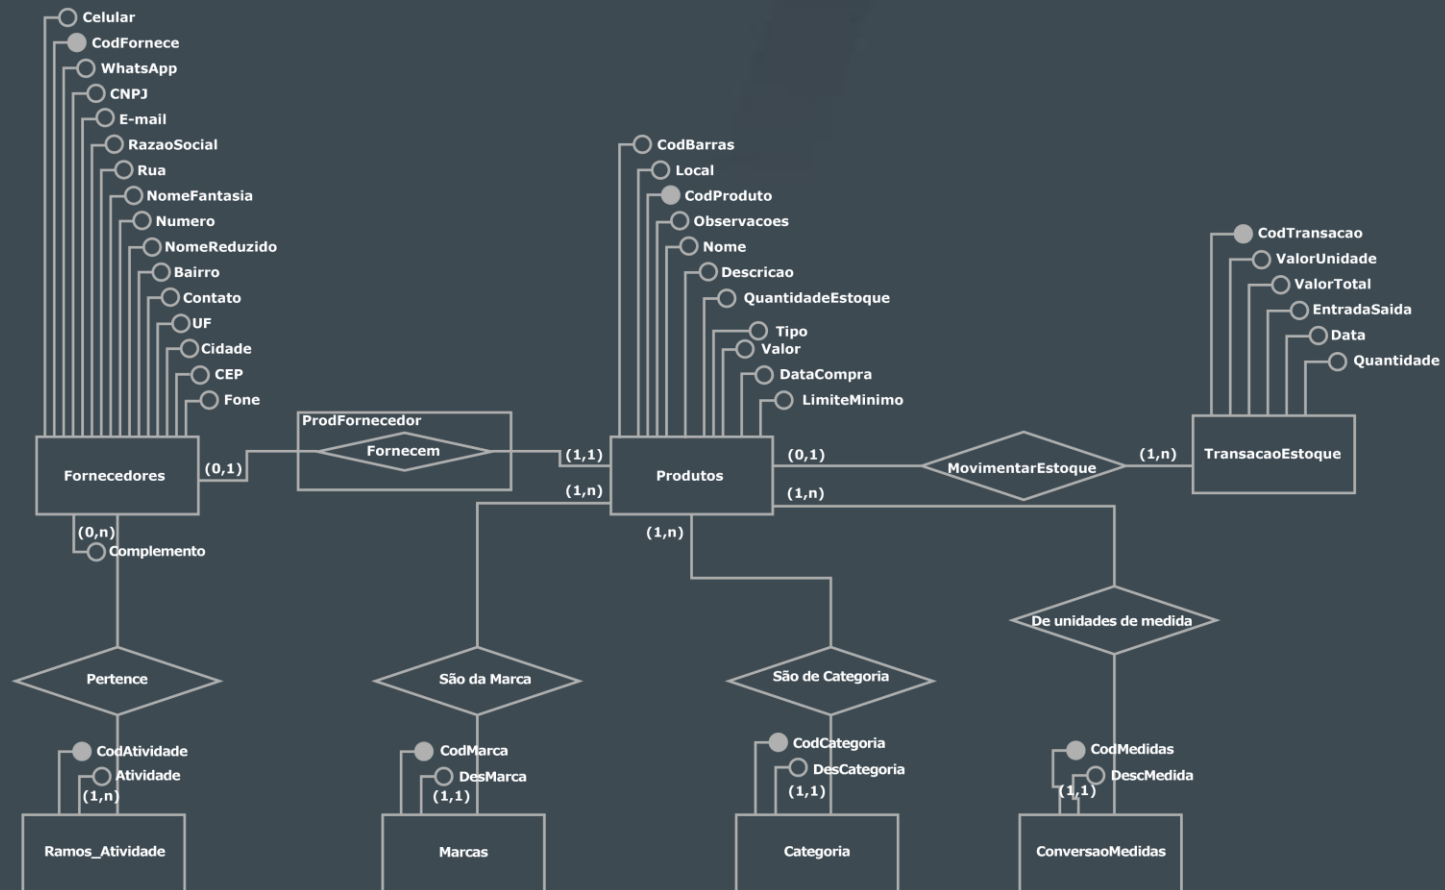 Celular
CodFornece
WhatsApp
CNPJ
E-mail
RazaoSocial
Rua
NomeFantasia
Numero
NomeReduzido
Bairro
Contato
UF
Cidade
CEP
Fone
CodBarras
Local
CodProduto
Observacoes
Nome
Descricao
QuantidadeEstoque
Tipo
Valor
DataCompra
LimiteMinimo
CodTransacao
ValorUnidade
ValorTotal
EntradaSaida
Data
Quantidade
ProdFornecedor
Fornecem
Fornecedores
(0,1)
(1,1)
Produtos
(0,1)
MovimentarEstoque
(1,n)
TransacaoEstoque
(1,n)
(1,n)
(0,n)
Complemento
(1,n)
De unidades de medida
Pertence
São da Marca
São de Categoria
CodAtividade
Atividade
(1,n)
CodMarca
DesMarca
(1,1)
CodCategoria
DesCategoria
(1,1)
CodMedidas
DescMedida
(1,1)
Ramos_Atividade
Marcas
Categoria
ConversaoMedidas